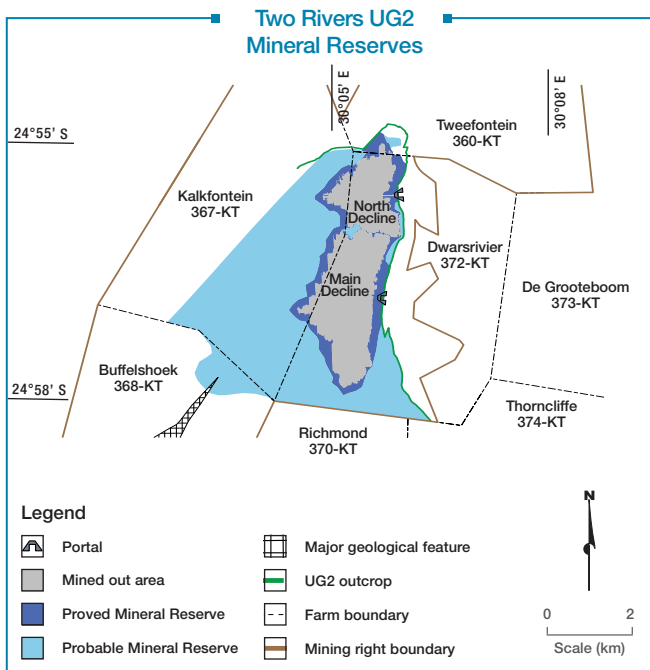 Two Rivers UG2
Mineral Reserves
30°05' E
30°08' E
24°55' S
Tweefontein
360-KT
Kalkfontein
367-KT
North
Decline
Dwarsrivier
372-KT
Main
Decline
De Grooteboom
373-KT
Buffelshoek
368-KT
24°58' S
Thorncliffe
374-KT
Richmond
370-KT
Legend
Portal
Mined out area
Proved Mineral Reserve
Probable Mineral Reserve
Major geological feature
UG2 outcrop
Farm boundary
Mining right boundary
N
0 2
Scale (km)